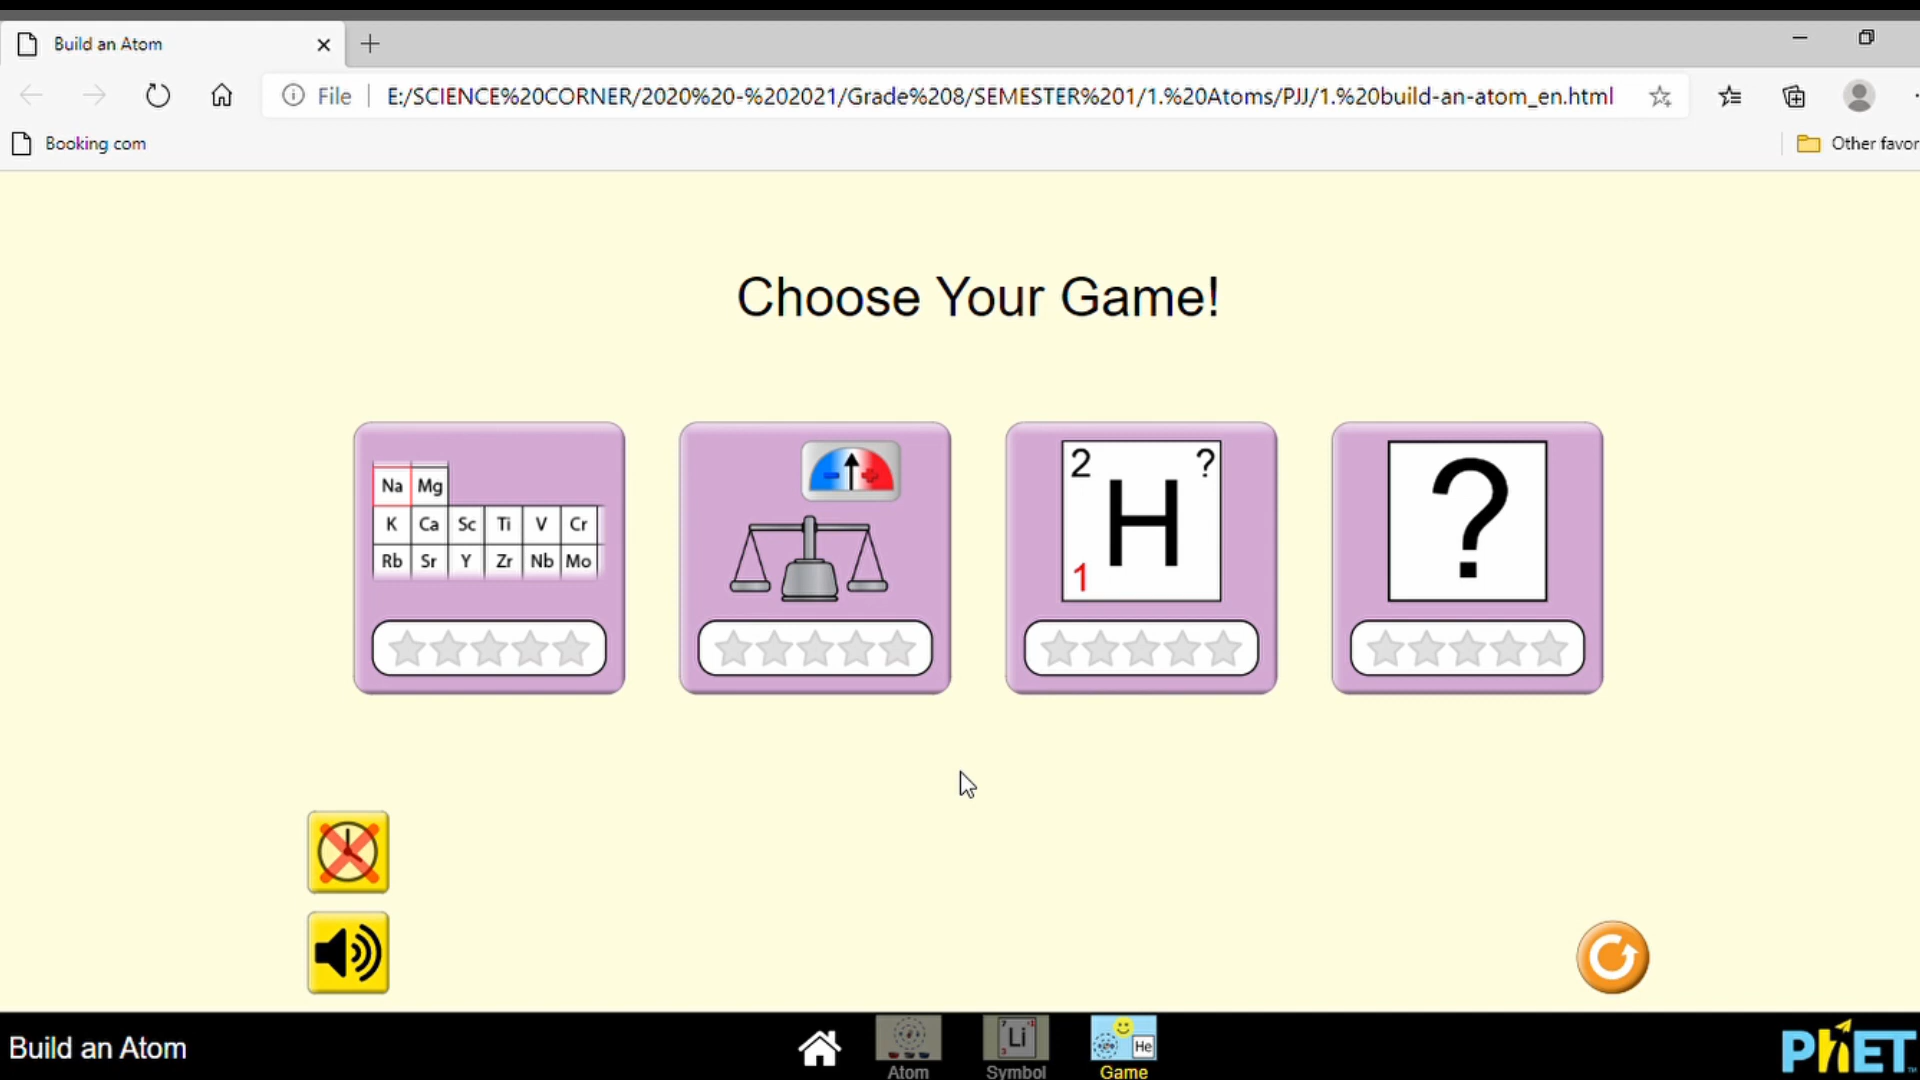 Build an Atom
File E:/SCIENCE%20CORNER/2020%20-%202021/Grade%208/SEMESTER%201/1.%20Atoms/PJJ/1.%20build-an-atom_en.html
Booking com
Other favor
Choose Your Game!
Na Mg
K Ca Sc Ti V Cr
Rb Sr Y Zr Nb Mo
- +
2 ?
H
1
?
Build an Atom
Li
He
Atom Symbol Game
PhET